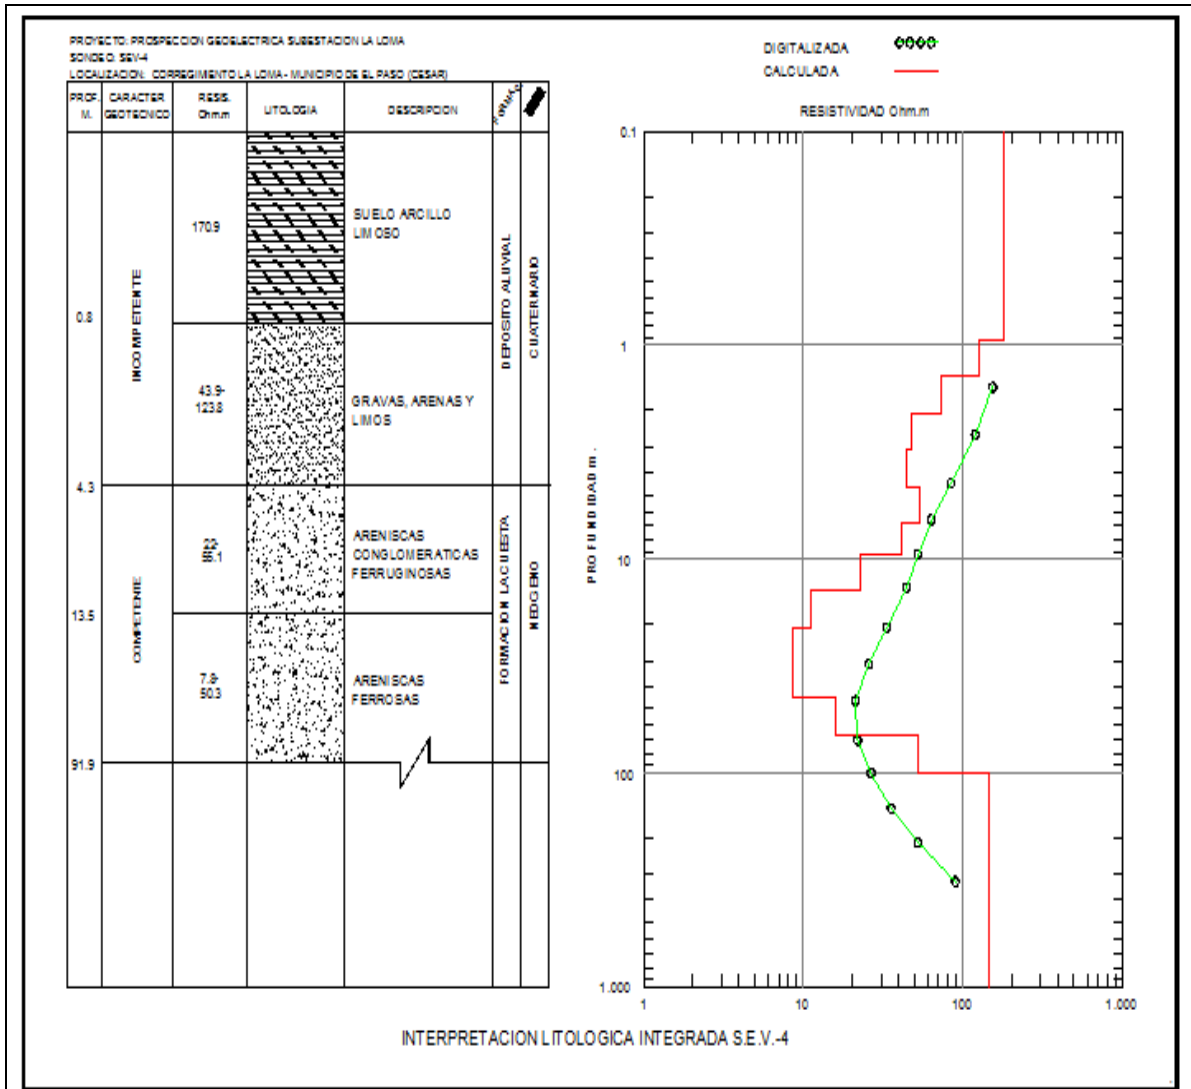 PROYECTO: PROSPECCION GEOELECTRICA SUBESTACION LA LOMA
SONDEO: SEV-4
LOCALIZACION: CORREGIMIENTO LA LOMA - MUNICIPIO DE EL PASO (CESAR)
PROF. M.
CARACTER GEOTECNICO
RESIS. Ohm.m
LITOLOGIA
DESCRIPCION
170.9
SUELO ARCILLO
LIMOSO
0.8
INCOMPETENTE
DEPOSITO ALUVIAL
CUATERNARIO
43.9-
123.8
GRAVAS, ARENAS Y
LIMOS
4.3
22-
55.1
ARENISCAS
CONGLOMERATICAS
FERRUGINOSAS
13.5
COMPETENTE
FORMACION LA CUESTA
NEOGENO
7.8-
50.3
ARENISCAS
FERROSAS
91.9
DIGITALIZADA
CALCULADA
RESISTIVIDAD Ohm.m
0.1
1
10
100
1.000
PROFUNDIDAD m.
1
10
100
1.000
INTERPRETACION LITOLOGICA INTEGRADA S.E.V.-4